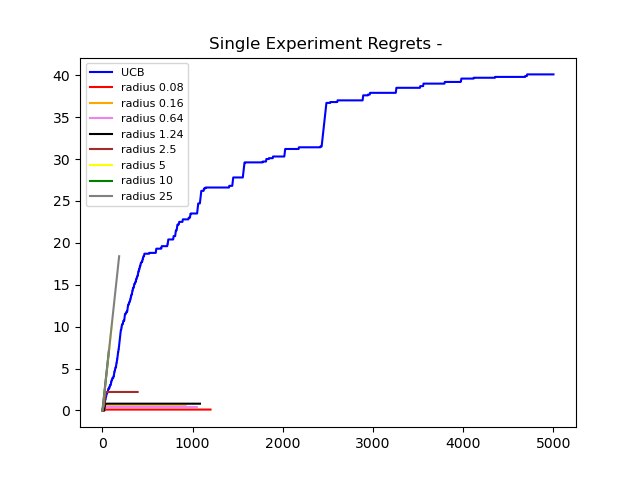 Single Experiment Regrets -
UCB
radius 0.08
radius 0.16
radius 0.64
radius 1.24
radius 2.5
radius 5
radius 10
radius 25
40
35
30
25
20
15
10
5
0
0 1000 2000 3000 4000 5000